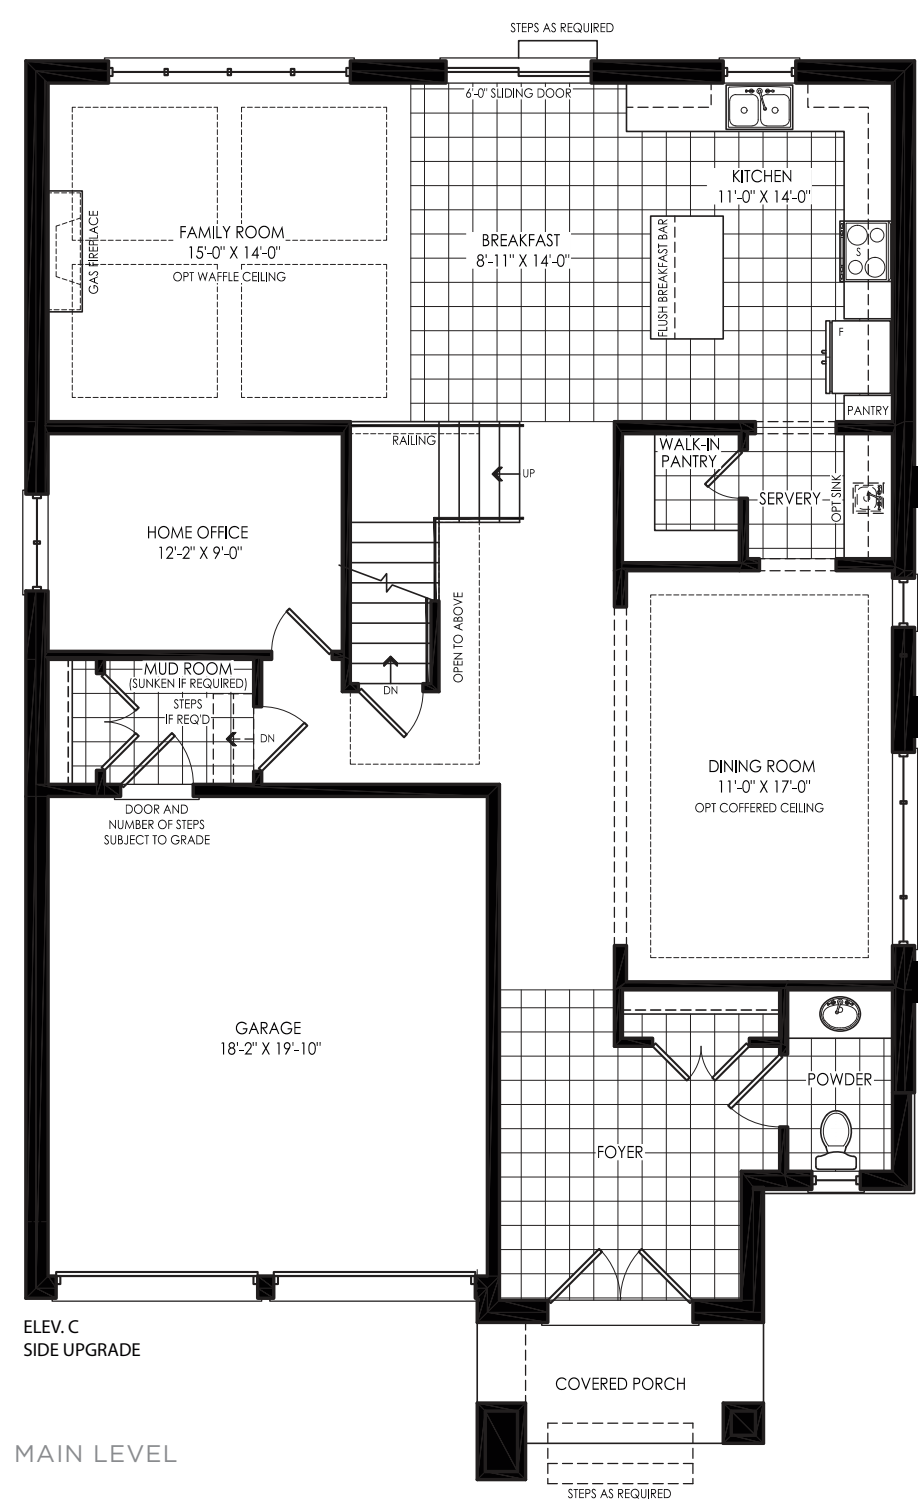 STEPS AS REQUIRED
6'-0" SLIDING DOOR
KITCHEN
11'-0" X 14'-0"
FAMILY ROOM
15'-0" X 14'-0"
OPT WAFFLE CEILING
GAS FIREPLACE
BREAKFAST
8'-11" X 14'-0"
FLUSH BREAKFAST BAR
S
F
PANTRY
RAILING
UP
WALK-IN
PANTRY
SERVERY
OPT SINK
HOME OFFICE
12'-2" X 9'-0"
OPEN TO ABOVE
DN
MUD ROOM
(SUNKEN IF REQUIRED)
STEPS
IF REQ'D
DN
DOOR AND
NUMBER OF STEPS
SUBJECT TO GRADE
DINING ROOM
11'-0" X 17'-0"
OPT COFFERED CEILING
GARAGE
18'-2" X 19'-10"
POWDER
FOYER
ELEV. C
SIDE UPGRADE
COVERED PORCH
MAIN LEVEL
STEPS AS REQUIRED